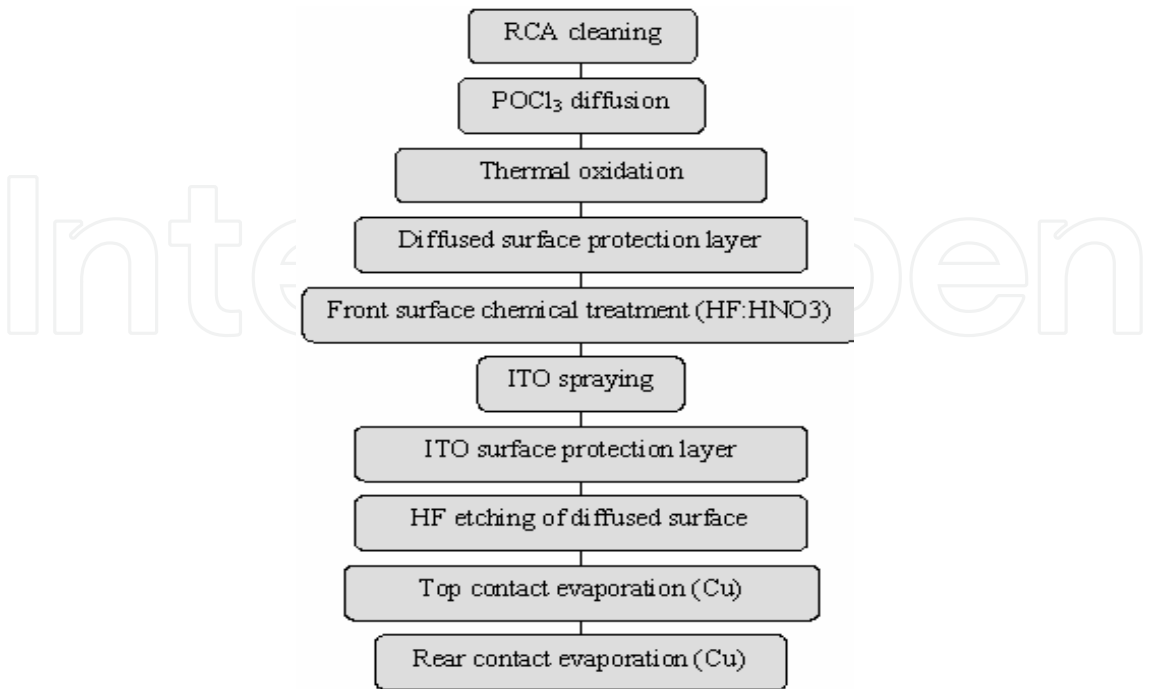 RCA cleaning
POCl₃ diffusion
Thermal oxidation
Diffused surface protection layer
Front surface chemical treatment (HF:HNO3)
ITO spraying
ITO surface protection layer
HF etching of diffused surface
Top contact evaporation (Cu)
Rear contact evaporation (Cu)